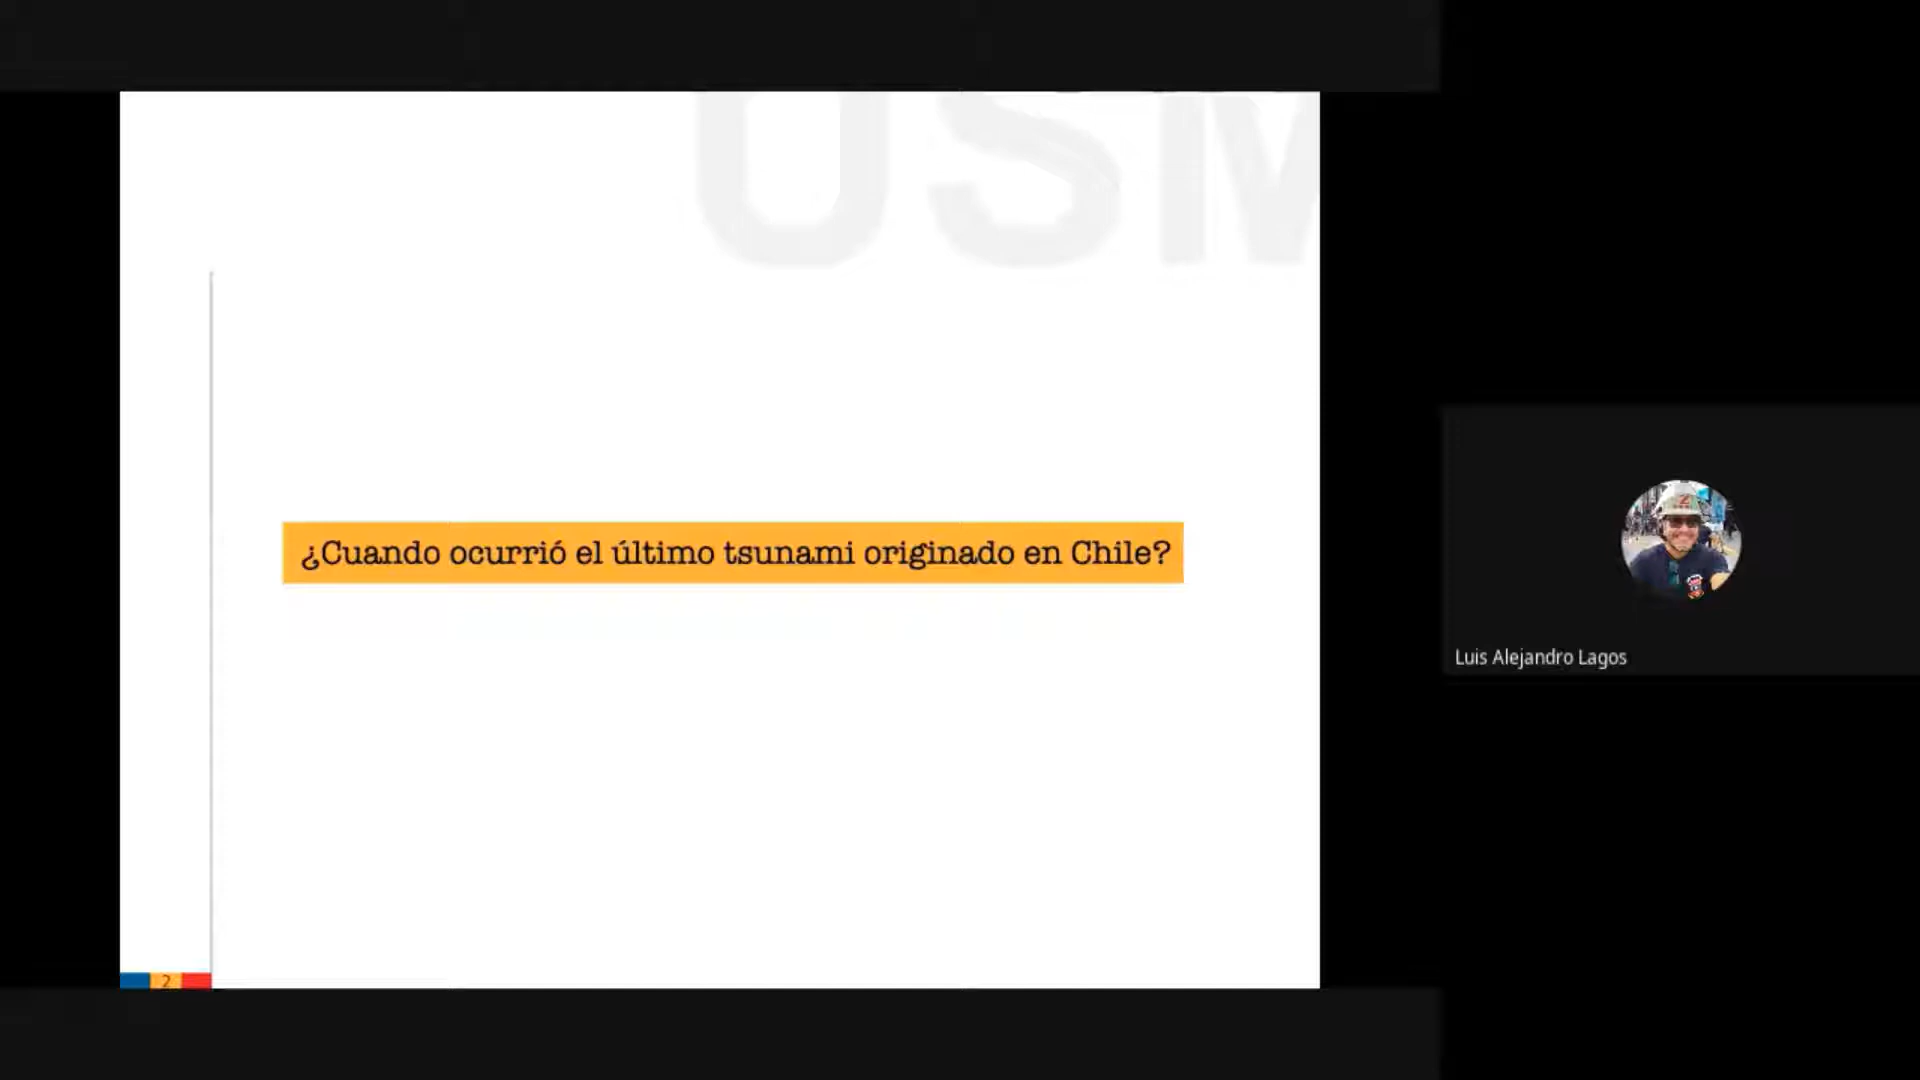 USM
¿Cuando ocurrió el último tsunami originado en Chile?
Luis Alejandro Lagos
2